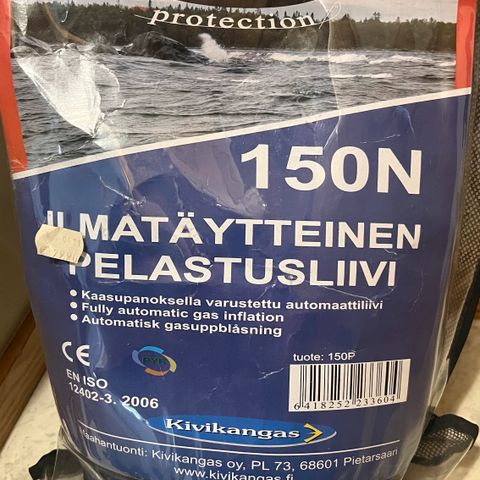 protection
150N
ILMATÄYTTEINEN
PELASTUSLIIVI
• Kaasupanoksella varustettu automaattiliivi
• Fully automatic gas inflation
• Automatisk gasuppblåsning
CE
tuote: 150P
EN ISO
12402-3. 2006
6418252233604
Kivikangas
Maahantuonti: Kivikangas oy, PL 73, 68601 Pietarsaari
www.kivikangas.fi